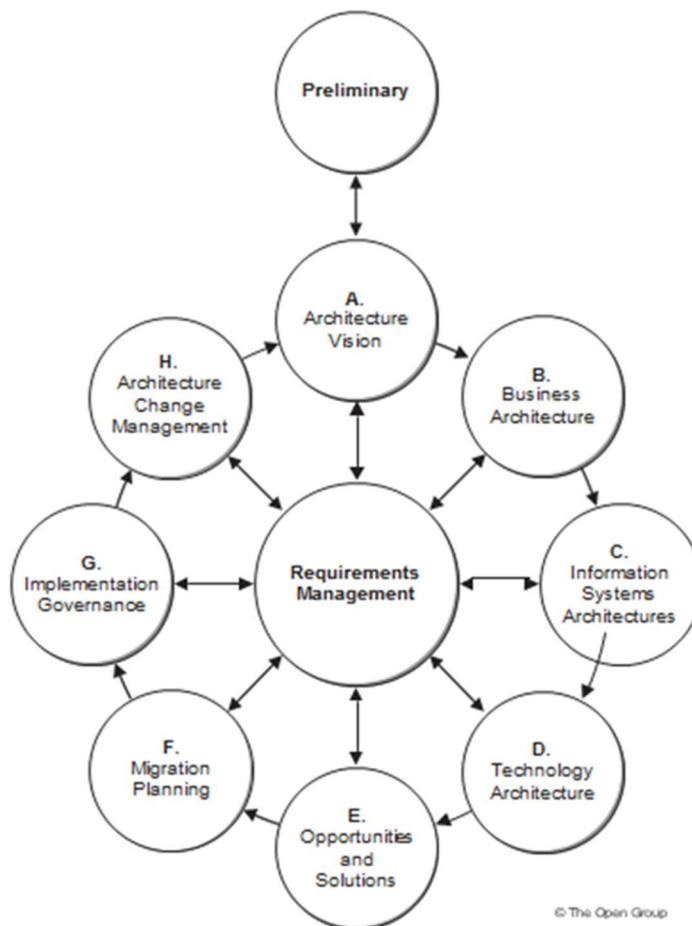 Preliminary
A.
Architecture
Vision
B.
Business
Architecture
C.
Information
Systems
Architectures
D.
Technology
Architecture
E.
Opportunities
and
Solutions
F.
Migration
Planning
G.
Implementation
Governance
H.
Architecture
Change
Management
Requirements
Management
© The Open Group